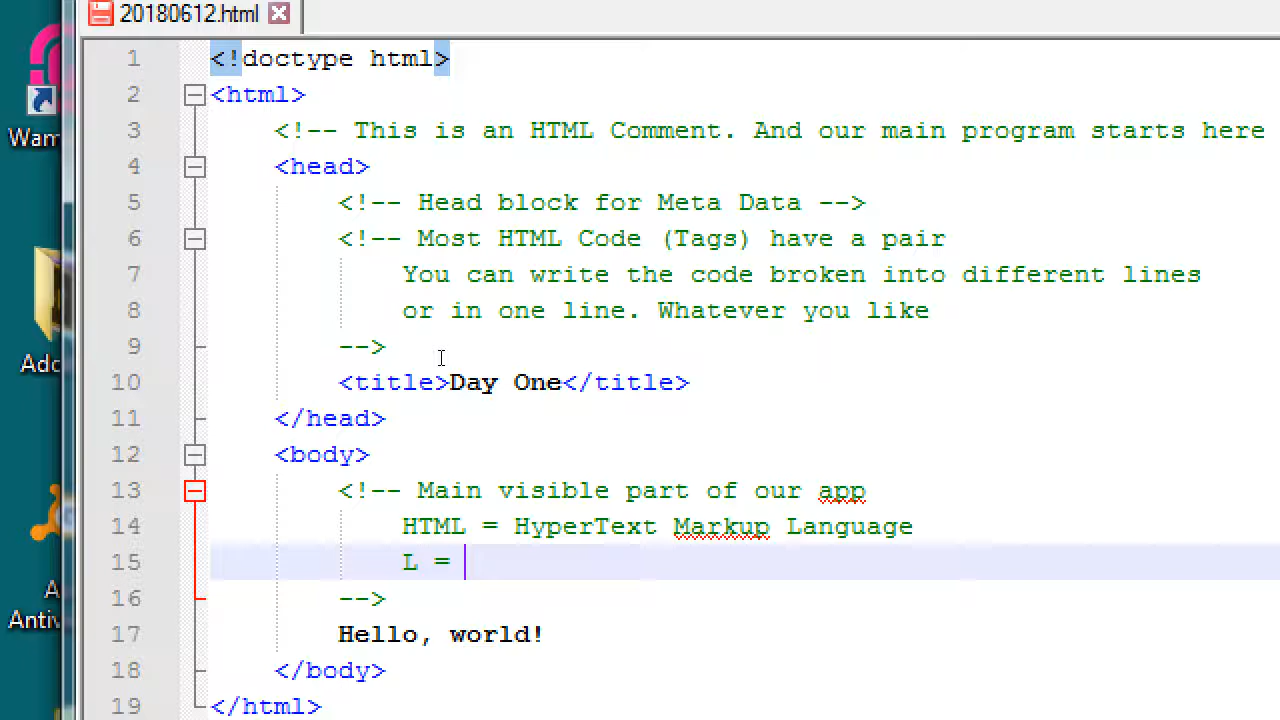 20180612.html
1 <!doctype html>
2 <html>
3 <!-- This is an HTML Comment. And our main program starts here
4 <head>
5 <!-- Head block for Meta Data -->
6 <!-- Most HTML Code (Tags) have a pair
7 You can write the code broken into different lines
8 or in one line. Whatever you like
9 -->
10 <title>Day One</title>
11 </head>
12 <body>
13 <!-- Main visible part of our app
14 HTML = HyperText Markup Language
15 L =
16 -->
17 Hello, world!
18 </body>
19 </html>